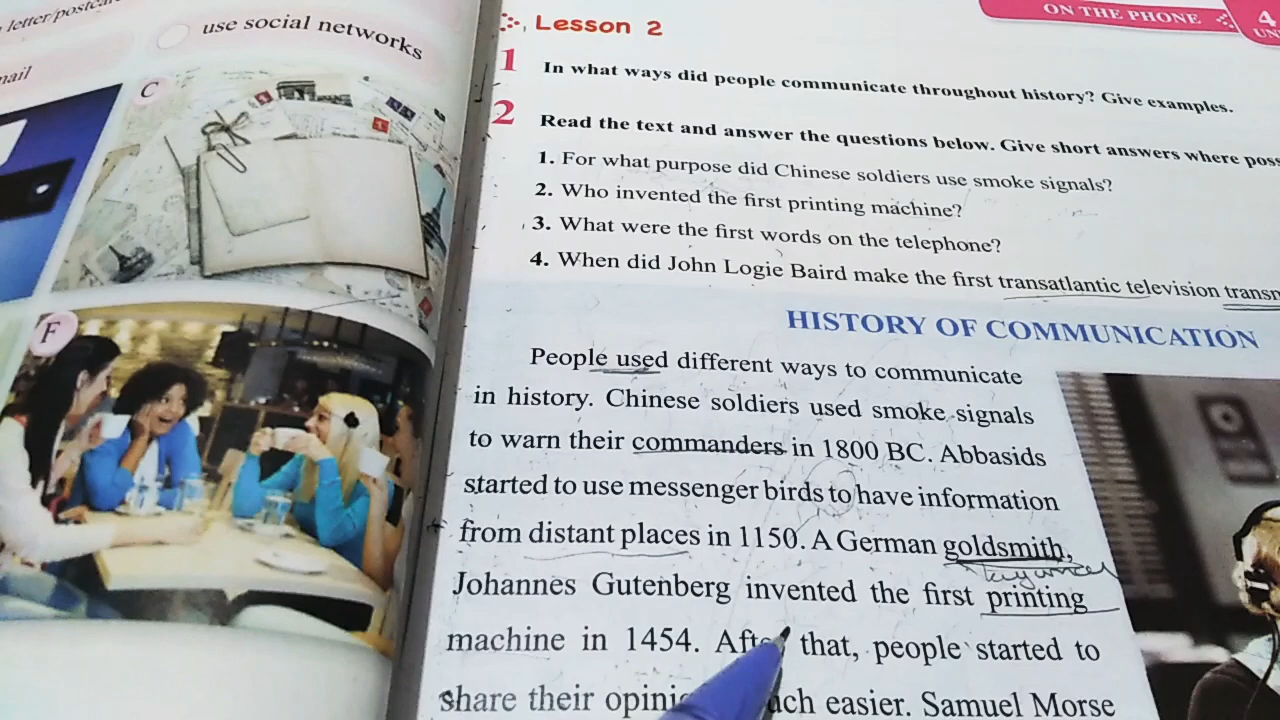 letter/postca
use social networks
nail
C
F
Lesson 2
ON THE PHONE
4
UN
1 In what ways did people communicate throughout history? Give examples.
2 Read the text and answer the questions below. Give short answers where poss
1. For what purpose did Chinese soldiers use smoke signals?
2. Who invented the first printing machine?
3. What were the first words on the telephone?
4. When did John Logie Baird make the first transatlantic television transm
HISTORY OF COMMUNICATION
People used different ways to communicate
in history. Chinese soldiers used smoke signals
to warn their commanders in 1800 BC. Abbasids
started to use messenger birds to have information
from distant places in 1150. A German goldsmith,
Johannes Gutenberg invented the first printing
machine in 1454. After that, people started to
share their opini uch easier. Samuel Morse